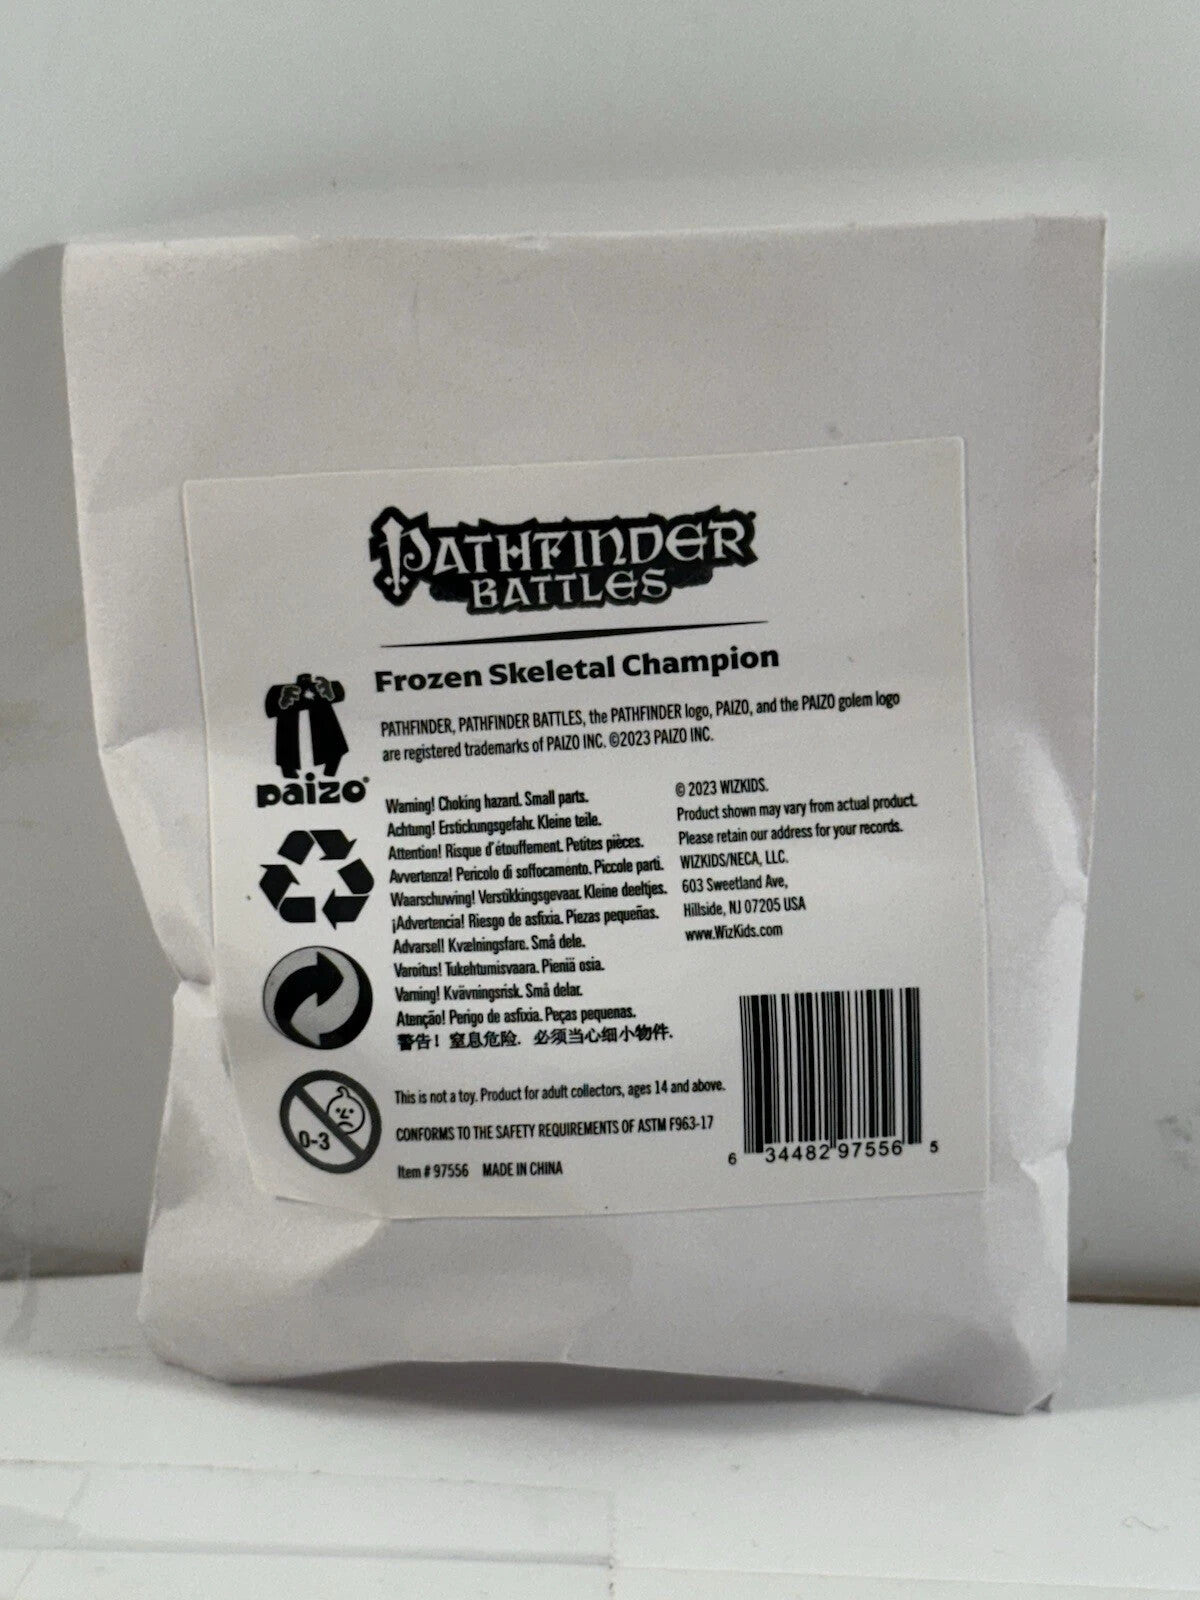 PATHFINDER
BATTLES
Frozen Skeletal Champion
PATHFINDER, PATHFINDER BATTLES, the PATHFINDER logo, PAIZO, and the PAIZO golem logo
are registered trademarks of PAIZO INC. ©2023 PAIZO INC.
paizo®
Warning! Choking hazard. Small parts.
Achtung! Erstickungsgefahr. Kleine teile.
Attention! Risque d'étouffement. Petites pièces.
Avvertenza! Pericolo di soffocamento. Piccole parti.
Waarschuwing! Verstikkingsgevaar. Kleine deeltjes.
¡Advertencia! Riesgo de asfixia. Piezas pequeñas.
Advarsel! Kvælningsfare. Små dele.
Varoitus! Tukehtumisvaara. Pieniä osia.
Varning! Kvävningsrisk. Små delar.
Atenção! Perigo de asfixia. Peças pequenas.
警告! 窒息危险. 必须当心细小物件.
© 2023 WIZKIDS.
Product shown may vary from actual product.
Please retain our address for your records.
WIZKIDS/NECA, LLC.
603 Sweetland Ave,
Hillside, NJ 07205 USA
www.WizKids.com
0-3
This is not a toy. Product for adult collectors, ages 14 and above.
CONFORMS TO THE SAFETY REQUIREMENTS OF ASTM F963-17
Item # 97556 MADE IN CHINA
6 34482 97556 5